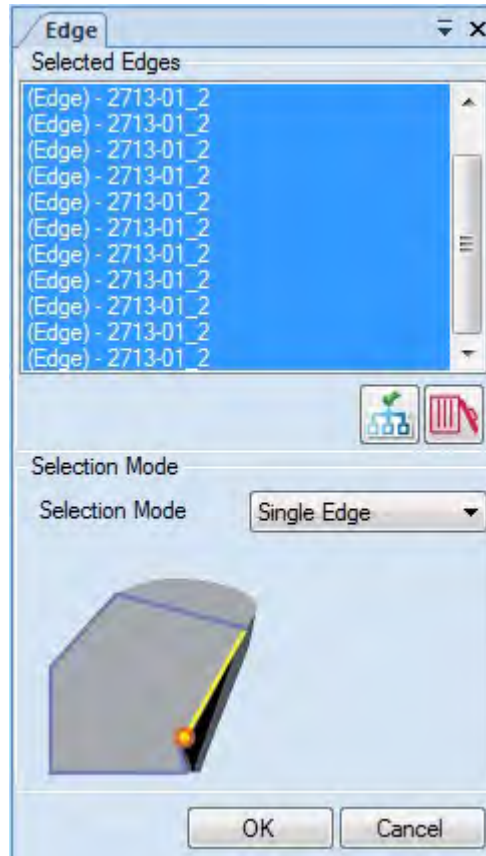 Edge
Selected Edges
(Edge) - 2713-01_2
(Edge) - 2713-01_2
(Edge) - 2713-01_2
(Edge) - 2713-01_2
(Edge) - 2713-01_2
(Edge) - 2713-01_2
(Edge) - 2713-01_2
(Edge) - 2713-01_2
(Edge) - 2713-01_2
(Edge) - 2713-01_2
(Edge) - 2713-01_2
Selection Mode
Selection Mode Single Edge
OK Cancel